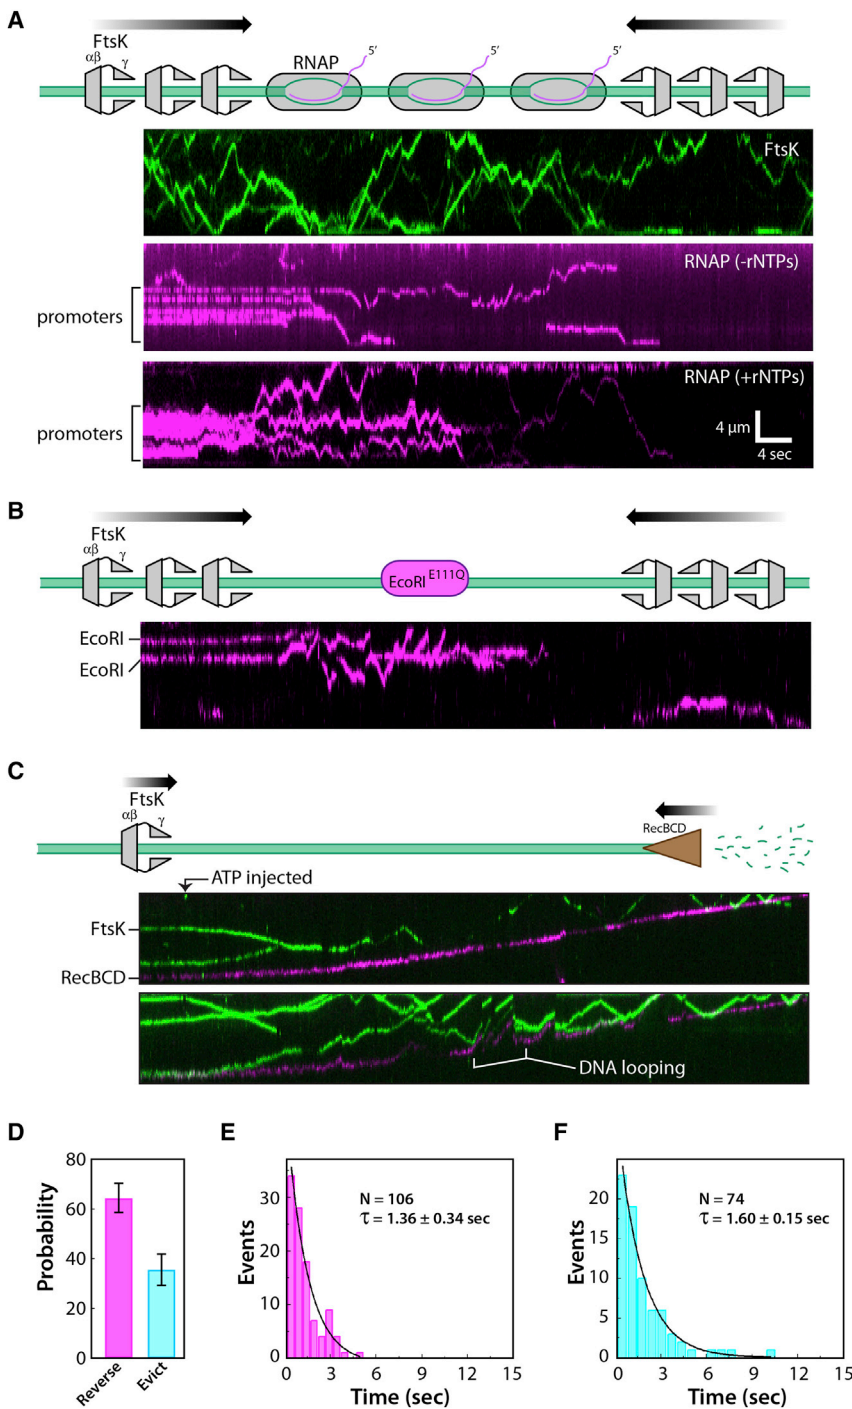 A
FtsK
αβ
γ
RNAP
5′
5′
5′
FtsK
RNAP (-rNTPs)
promoters
RNAP (+rNTPs)
promoters
4 μm
4 sec
B
FtsK
αβ
γ
EcoRI E111Q
EcoRI
EcoRI
C
FtsK
αβ
γ
RecBCD
ATP injected
FtsK
RecBCD
DNA looping
D
Probability
80
60
40
20
0
Reverse
Evict
E
Events
30
20
10
0
N = 106
τ = 1.36 ± 0.34 sec
0 3 6 9 12 15
Time (sec)
F
Events
20
15
10
5
0
N = 74
τ = 1.60 ± 0.15 sec
0 3 6 9 12 15
Time (sec)